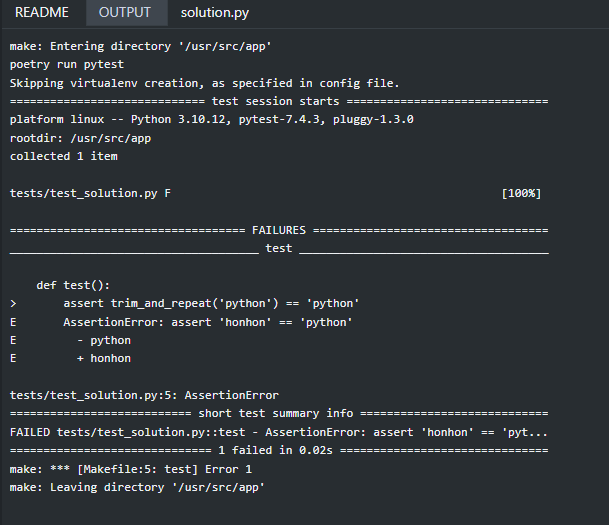 README OUTPUT solution.py
make: Entering directory '/usr/src/app'
poetry run pytest
Skipping virtualenv creation, as specified in config file.
============================= test session starts ==============================
platform linux -- Python 3.10.12, pytest-7.4.3, pluggy-1.3.0
rootdir: /usr/src/app
collected 1 item
tests/test_solution.py F [100%]
=================================== FAILURES ===================================
_____________________________________ test _____________________________________
def test():
> assert trim_and_repeat('python') == 'python'
E AssertionError: assert 'honhon' == 'python'
E - python
E + honhon
tests/test_solution.py:5: AssertionError
=========================== short test summary info ============================
FAILED tests/test_solution.py::test - AssertionError: assert 'honhon' == 'pyt...
============================== 1 failed in 0.02s ===============================
make: *** [Makefile:5: test] Error 1
make: Leaving directory '/usr/src/app'